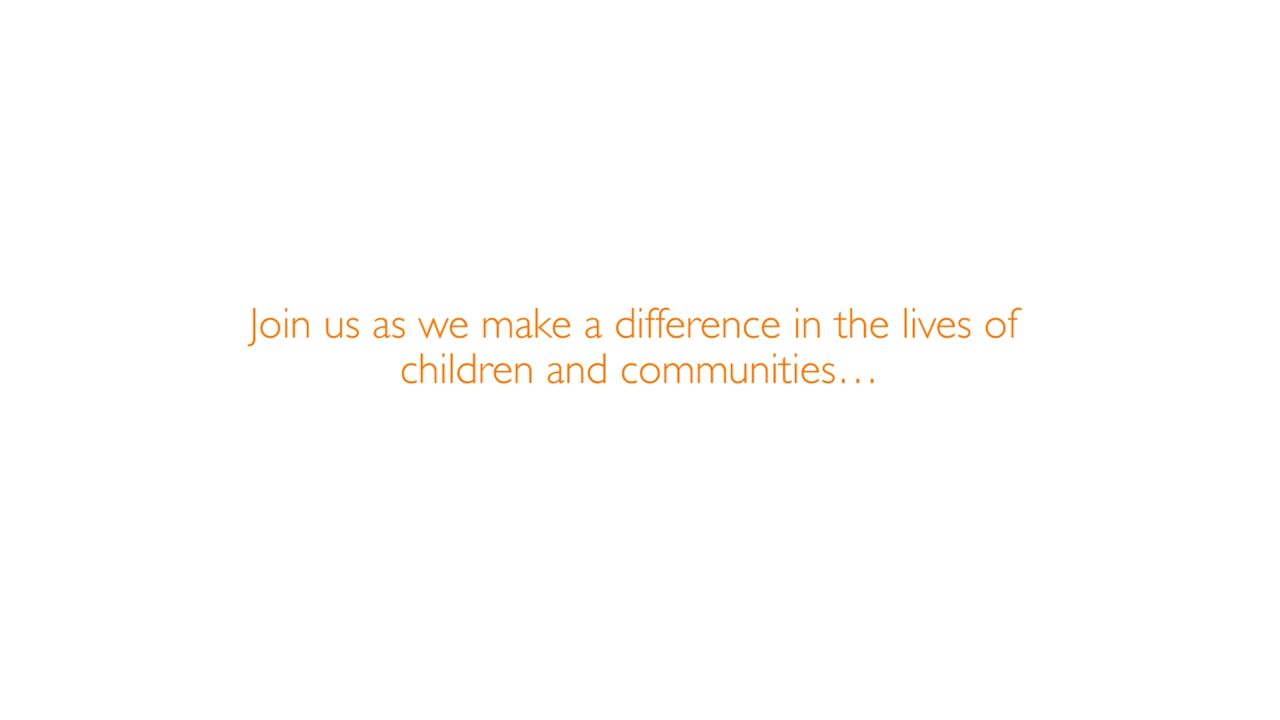 Join us as we make a difference in the lives of
children and communities…